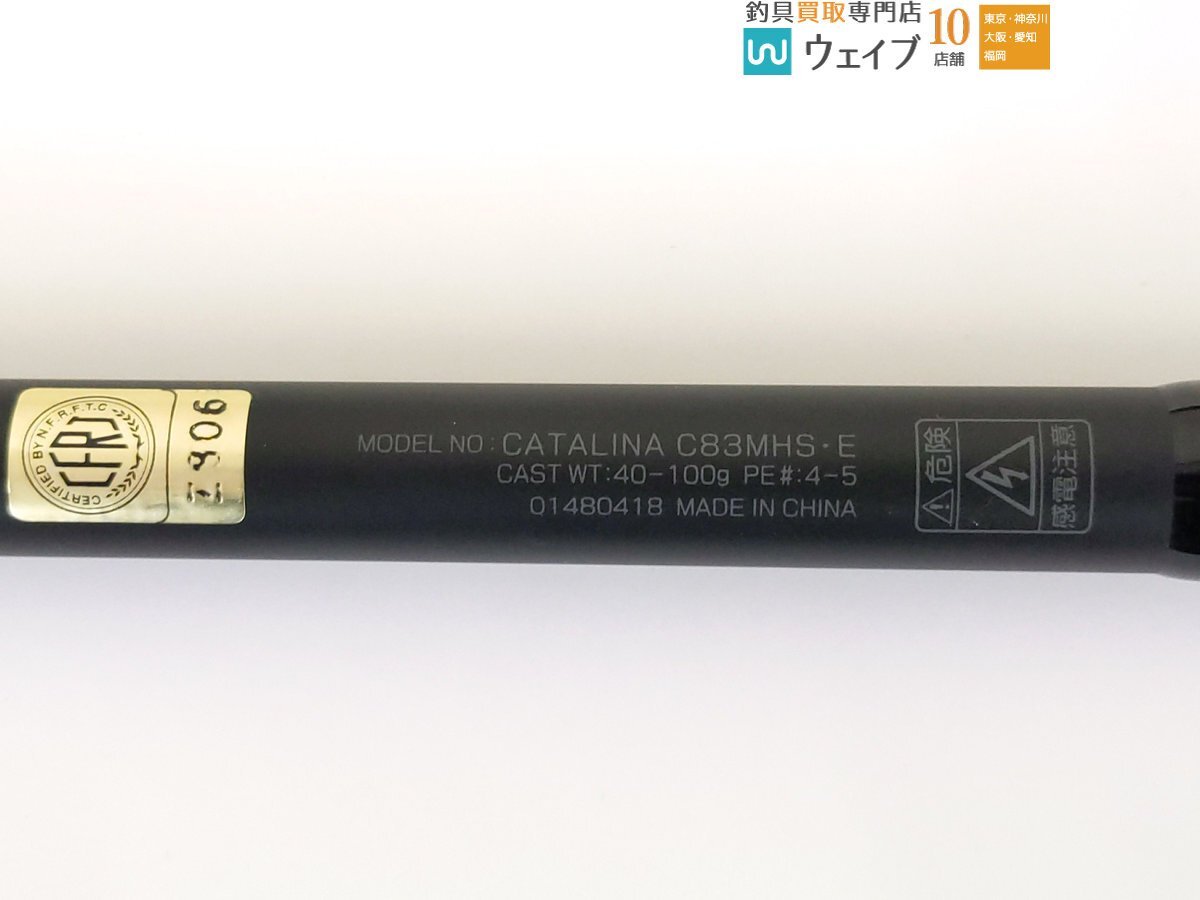 釣具買取専門店
ウェイブ
10
店舗
東京・神奈川
大阪・愛知
福岡
CERTIFIED BY N.F.R.F.T.C
CFRJ
MODEL NO: CATALINA C83MHS・E
CAST WT:40-100g PE#:4-5
01480418 MADE IN CHINA
危険
感電注意